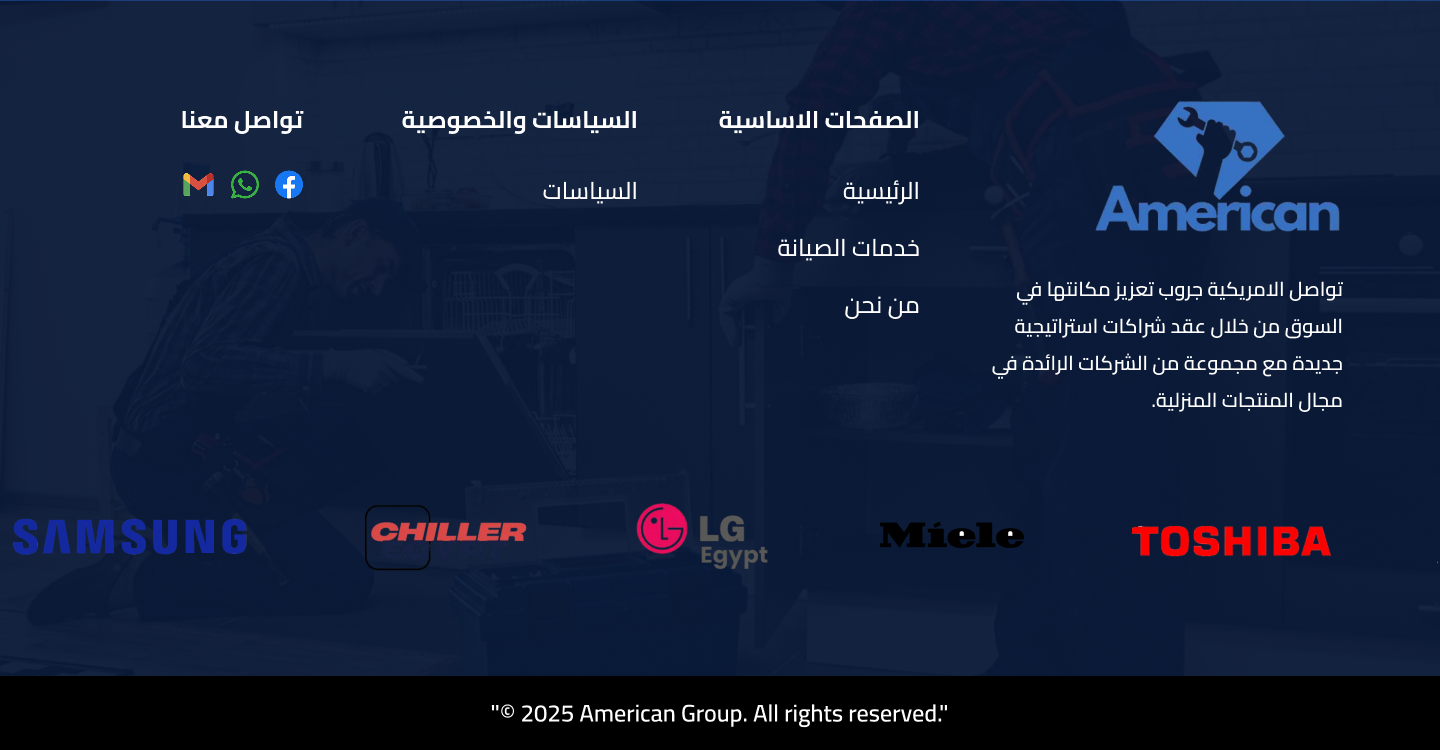 American
تواصل الامريكية جروب تعزيز مكانتها في
السوق من خلال عقد شراكات استراتيجية
جديدة مع مجموعة من الشركات الرائدة في
مجال المنتجات المنزلية.
الصفحات الاساسية
الرئيسية
خدمات الصيانة
من نحن
السياسات والخصوصية
السياسات
تواصل معنا
TOSHIBA
Miele
LG
Egypt
CHILLER
SAMSUNG
"© 2025 American Group. All rights reserved."